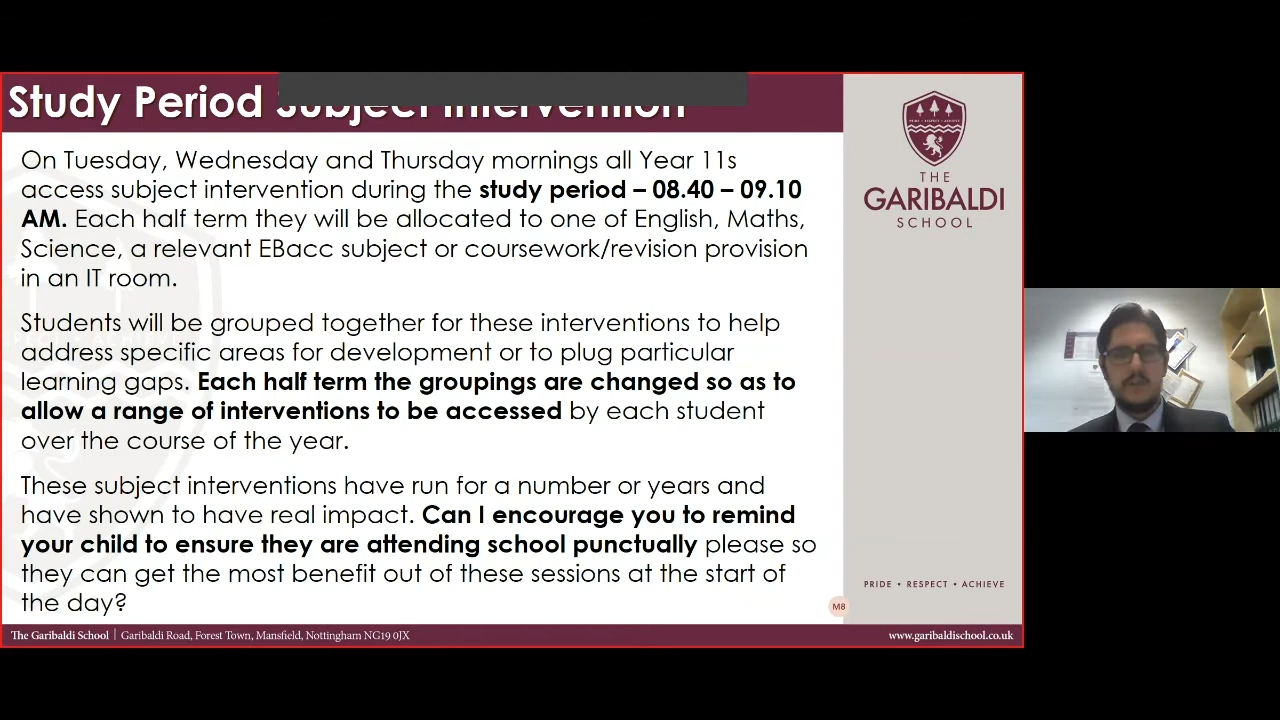 Study Period Subject Intervention
On Tuesday, Wednesday and Thursday mornings all Year 11s
access subject intervention during the study period – 08.40 – 09.10
AM. Each half term they will be allocated to one of English, Maths,
Science, a relevant EBacc subject or coursework/revision provision
in an IT room.
Students will be grouped together for these interventions to help
address specific areas for development or to plug particular
learning gaps. Each half term the groupings are changed so as to
allow a range of interventions to be accessed by each student
over the course of the year.
These subject interventions have run for a number or years and
have shown to have real impact. Can I encourage you to remind
your child to ensure they are attending school punctually please so
they can get the most benefit out of these sessions at the start of
the day?
PRIDE • RESPECT • ACHIEVE
THE
GARIBALDI
SCHOOL
PRIDE • RESPECT • ACHIEVE
M8
The Garibaldi School | Garibaldi Road, Forest Town, Mansfield, Nottingham NG19 0JX
www.garibaldischool.co.uk